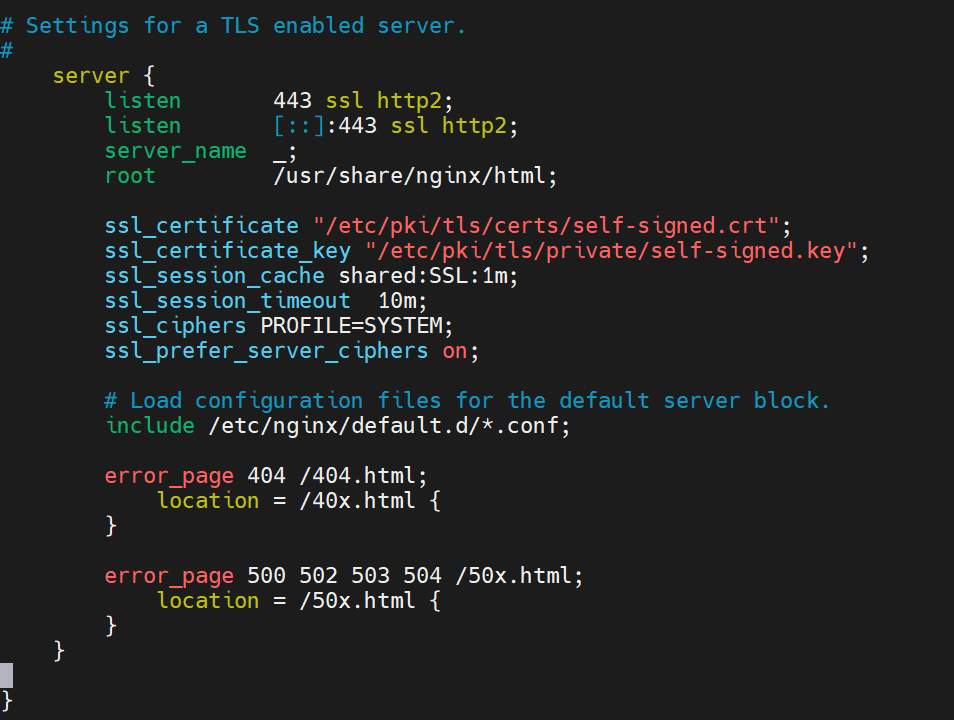 # Settings for a TLS enabled server.
#
    server {
        listen       443 ssl http2;
        listen       [::]:443 ssl http2;
        server_name  _;
        root         /usr/share/nginx/html;

        ssl_certificate "/etc/pki/tls/certs/self-signed.crt";
        ssl_certificate_key "/etc/pki/tls/private/self-signed.key";
        ssl_session_cache shared:SSL:1m;
        ssl_session_timeout  10m;
        ssl_ciphers PROFILE=SYSTEM;
        ssl_prefer_server_ciphers on;

        # Load configuration files for the default server block.
        include /etc/nginx/default.d/*.conf;

        error_page 404 /404.html;
            location = /40x.html {
        }

        error_page 500 502 503 504 /50x.html;
            location = /50x.html {
        }
    }

}